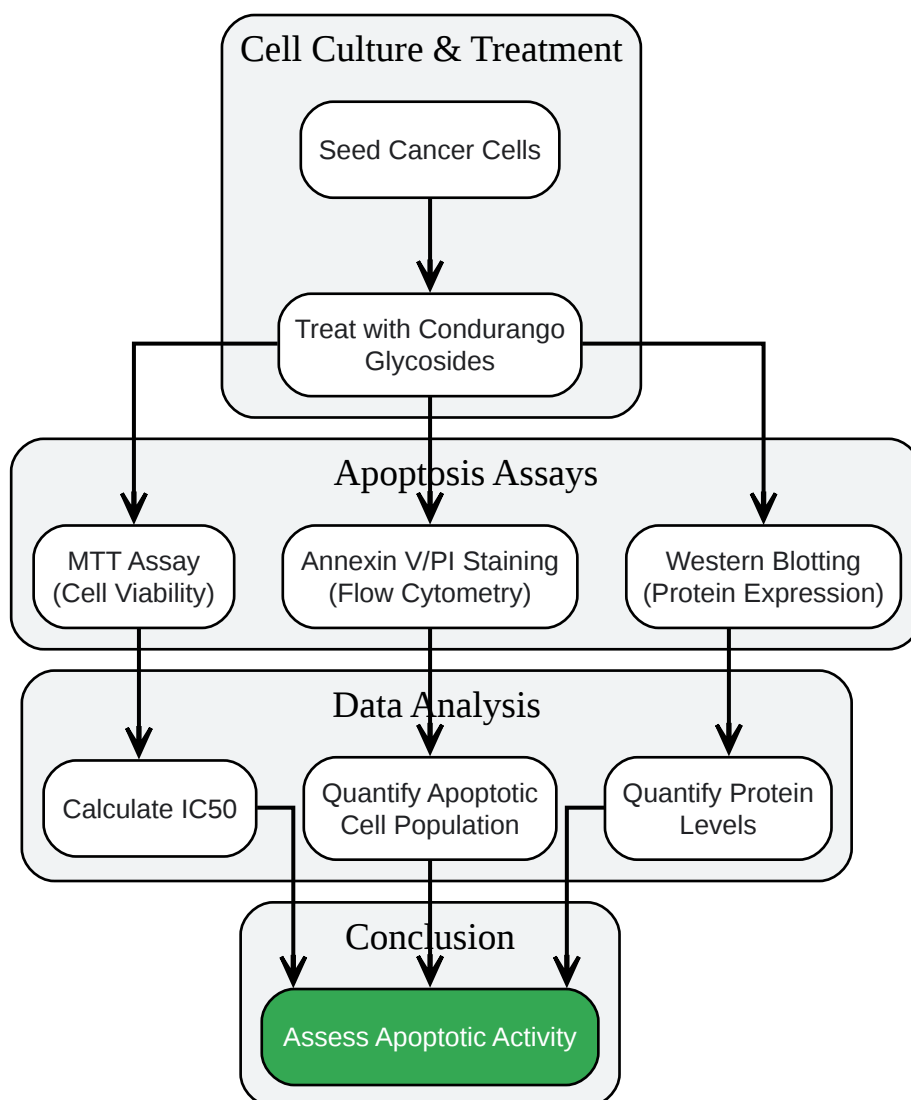 Cell Culture & Treatment
Seed Cancer Cells
Treat with Condurango
Glycosides
Apoptosis Assays
MTT Assay
(Cell Viability)
Annexin V/PI Staining
(Flow Cytometry)
Western Blotting
(Protein Expression)
Data Analysis
Calculate IC50
Quantify Apoptotic
Cell Population
Quantify Protein
Levels
Conclusion
Assess Apoptotic Activity